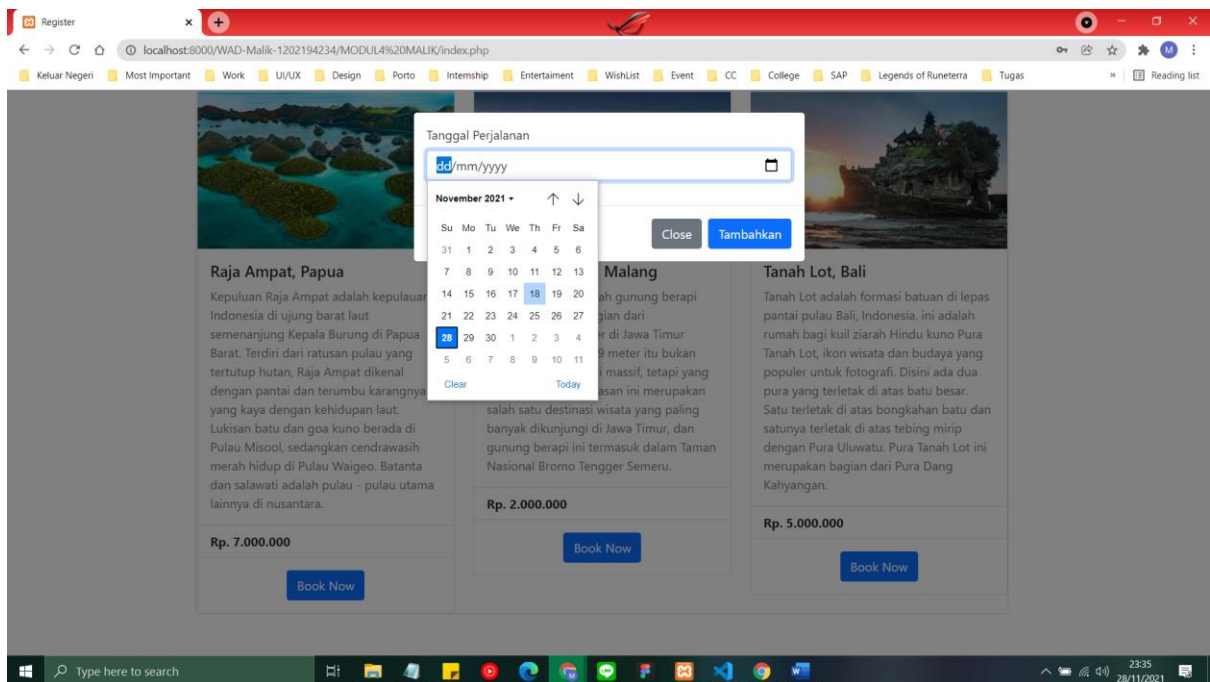 Register
localhost:8000/WAD-Malik-1202194234/MODUL4%20MALIK/index.php
M
Keluar Negeri Most Important Work UI/UX Design Porto Internship Entertaiment WishList Event CC College SAP Legends of Runeterra Tugas » Reading list
Tanggal Perjalanan
dd/mm/yyyy
November 2021
Su Mo Tu We Th Fr Sa
31 1 2 3 4 5 6
7 8 9 10 11 12 13
14 15 16 17 18 19 20
21 22 23 24 25 26 27
28 29 30 1 2 3 4
5 6 7 8 9 10 11
Clear Today
Close Tambahkan
Raja Ampat, Papua
Kepuluan Raja Ampat adalah kepulauan
Indonesia di ujung barat laut
semenanjung Kepala Burung di Papua
Barat. Terdiri dari ratusan pulau yang
tertutup hutan, Raja Ampat dikenal
dengan pantai dan terumbu karangnya
yang kaya dengan kehidupan laut.
Lukisan batu dan goa kuno berada di
Pulau Misool, sedangkan cendrawasih
merah hidup di Pulau Waigeo. Batanta
dan salawati adalah pulau - pulau utama
lainnya di nusantara.
Rp. 7.000.000
Book Now
Malang
ah gunung berapi
gian dari
er di Jawa Timur
9 meter itu bukan
i massif, tetapi yang
asan ini merupakan
salah satu destinasi wisata yang paling
banyak dikunjungi di Jawa Timur, dan
gunung berapi ini termasuk dalam Taman
Nasional Bromo Tengger Semeru.
Rp. 2.000.000
Book Now
Tanah Lot, Bali
Tanah Lot adalah formasi batuan di lepas
pantai pulau Bali, Indonesia. ini adalah
rumah bagi kuil ziarah Hindu kuno Pura
Tanah Lot, ikon wisata dan budaya yang
populer untuk fotografi. Disini ada dua
pura yang terletak di atas batu besar.
Satu terletak di atas bongkahan batu dan
satunya terletak di atas tebing mirip
dengan Pura Uluwatu. Pura Tanah Lot ini
merupakan bagian dari Pura Dang
Kahyangan.
Rp. 5.000.000
Book Now
Type here to search
23:35
28/11/2021